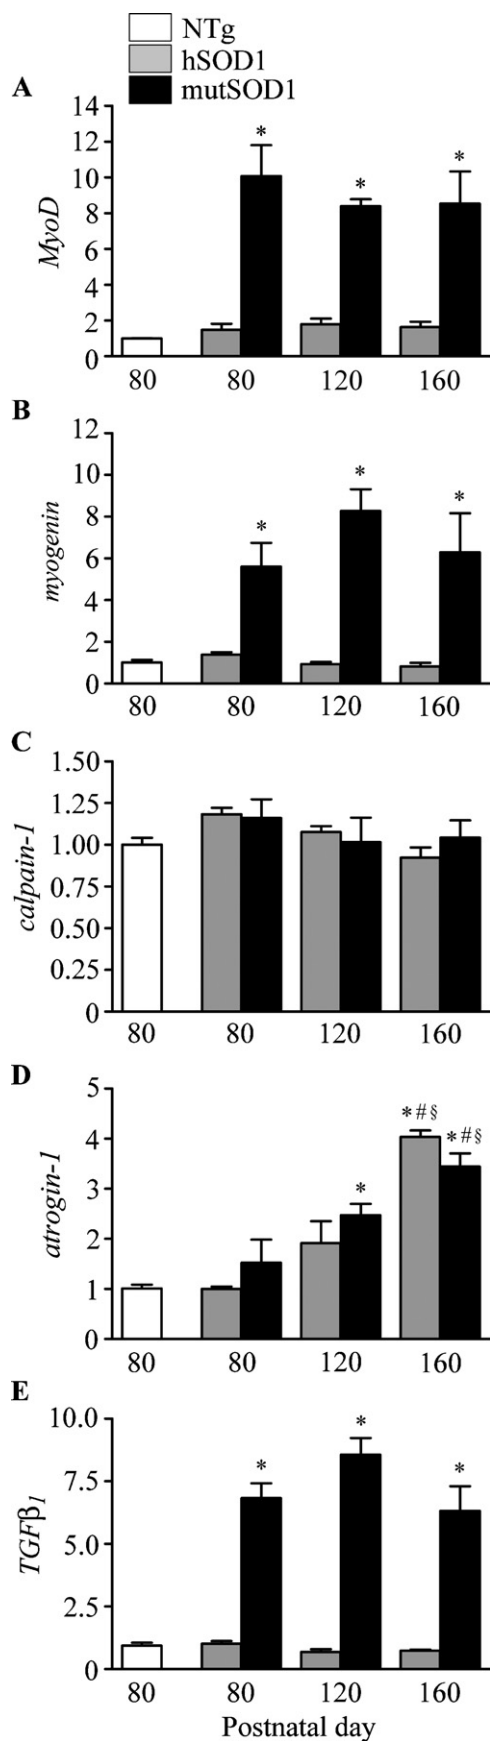 NTg
hSOD1
mutSOD1
A
14
12
10
8
6
4
2
0
MyoD
*
*
*
80 80 120 160
B
12
10
8
6
4
2
0
myogenin
*
*
*
80 80 120 160
C
1.50
1.25
1.00
0.75
0.50
0.25
0
calpain-1
80 80 120 160
D
5
4
3
2
1
0
atrogin-1
*
*#§
*#§
80 80 120 160
E
10.0
7.5
5.0
2.5
0
TGFβ1
*
*
*
80 80 120 160
Postnatal day